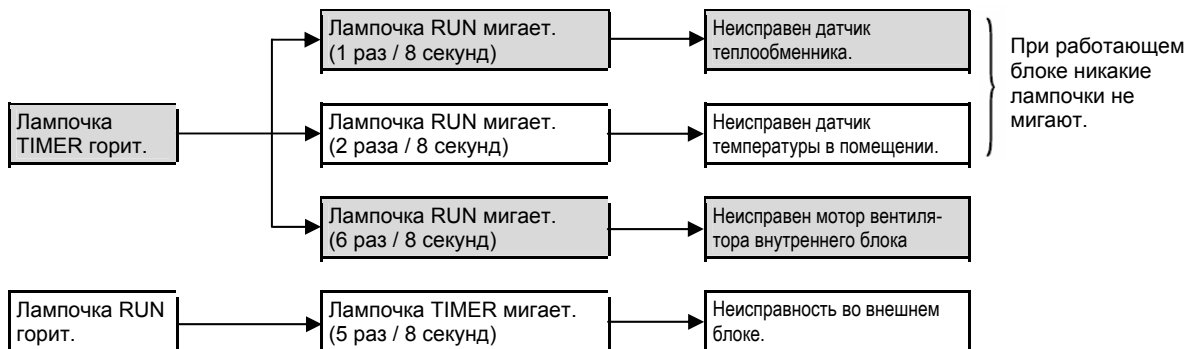 Лампочка RUN мигает.
(1 раз / 8 секунд)
Неисправен датчик
теплообменника.
При работающем
блоке никакие
лампочки не
мигают.
Лампочка
TIMER горит.
Лампочка RUN мигает.
(2 раза / 8 секунд)
Неисправен датчик
температуры в помещении.
Лампочка RUN мигает.
(6 раз / 8 секунд)
Неисправен мотор вентиля-
тора внутреннего блока
Лампочка RUN
горит.
Лампочка TIMER мигает.
(5 раз / 8 секунд)
Неисправность во внешнем
блоке.